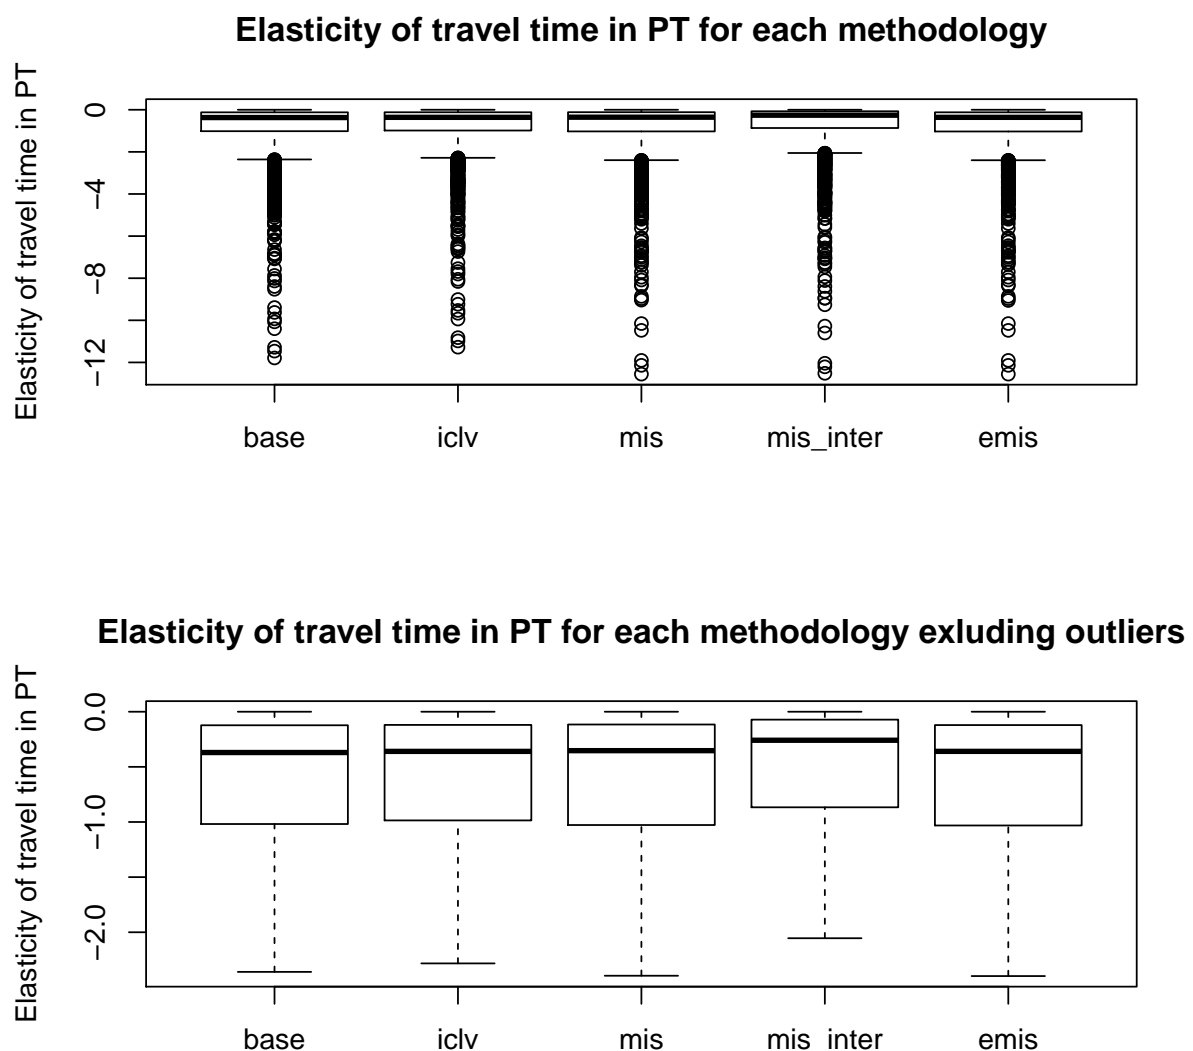 Elasticity of travel time in PT for each methodology
Elasticity of travel time in PT
0
−4
−8
−12
base iclv mis mis_inter emis
Elasticity of travel time in PT for each methodology exluding outliers
Elasticity of travel time in PT
0.0
−1.0
−2.0
base iclv mis mis inter emis